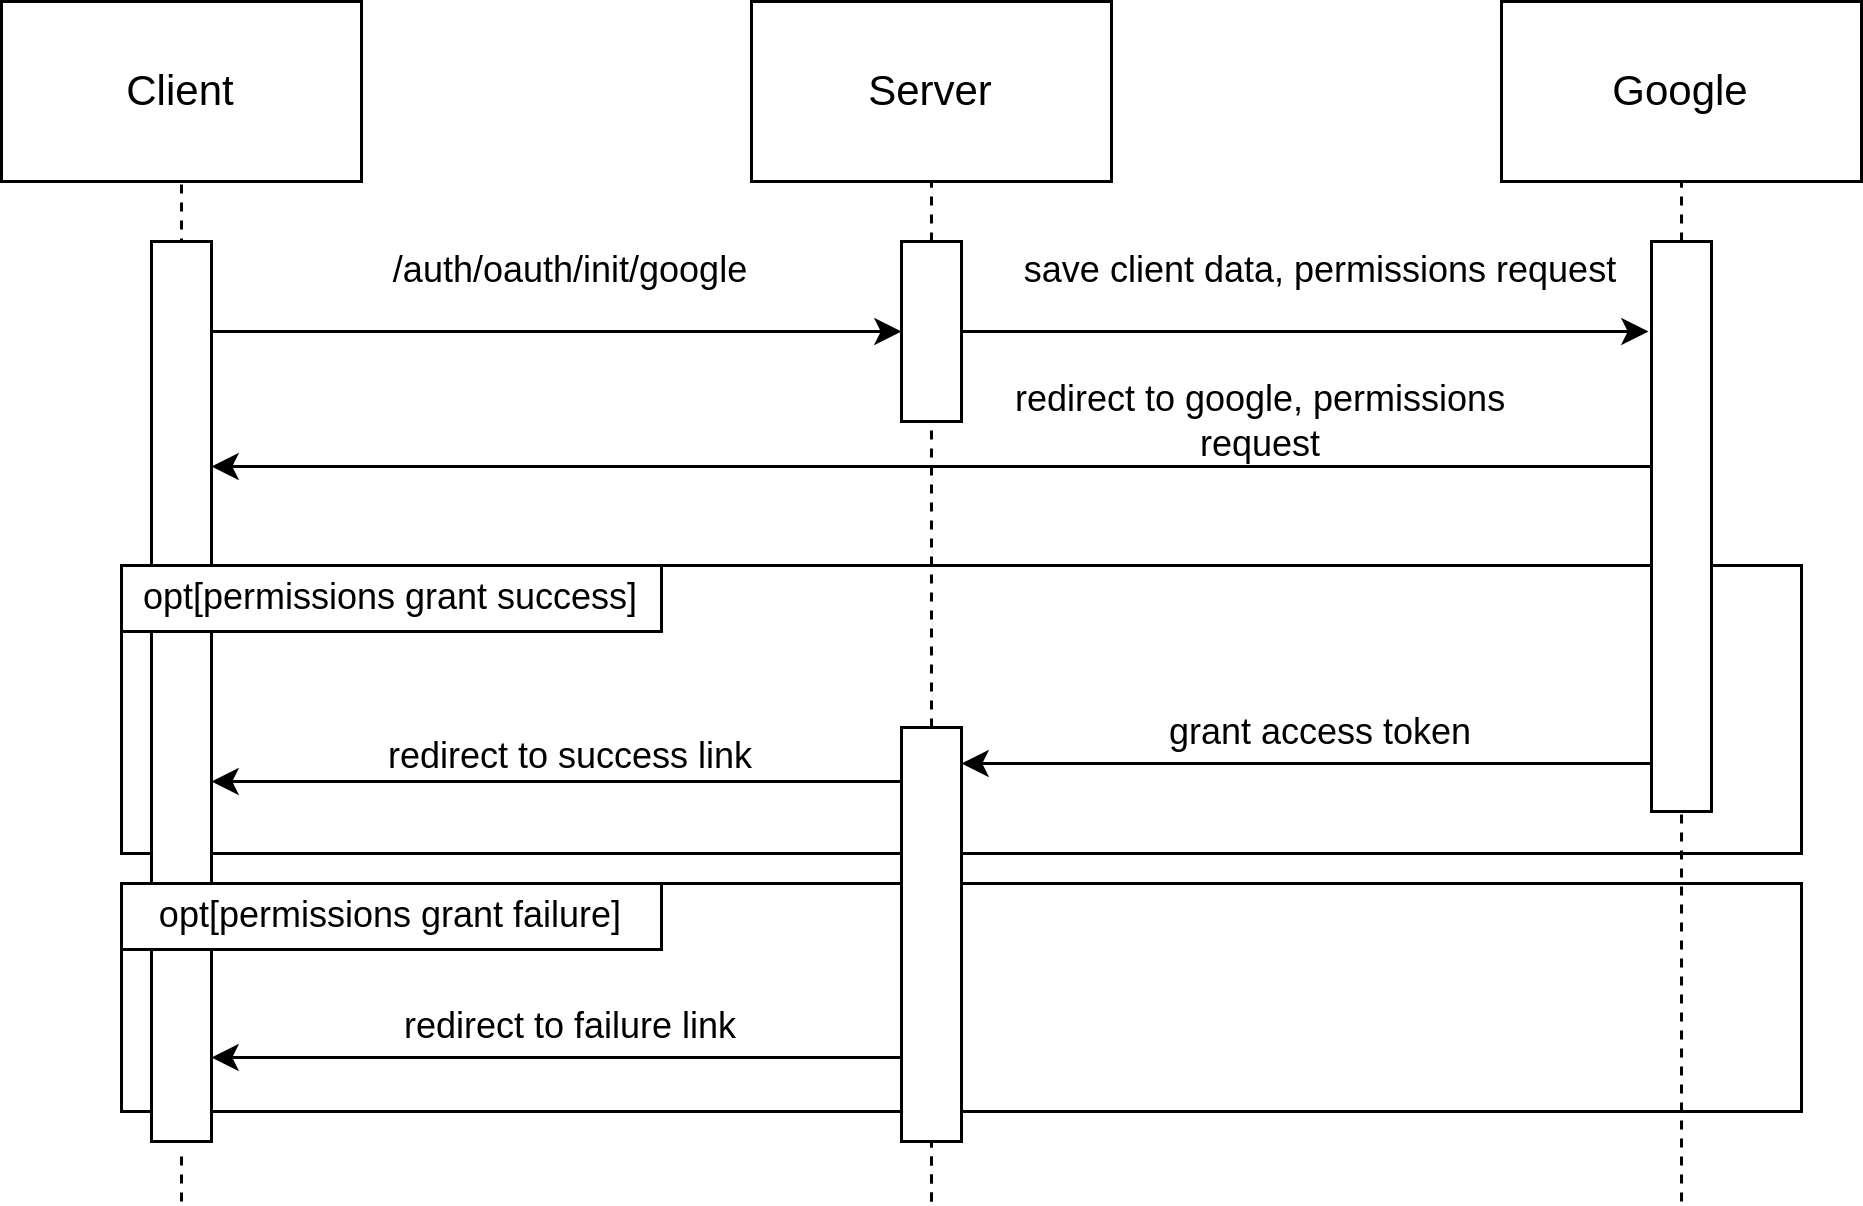 Client
Server
Google
/auth/oauth/init/google
save client data, permissions request
redirect to google, permissions
request
opt[permissions grant success]
grant access token
redirect to success link
opt[permissions grant failure]
redirect to failure link